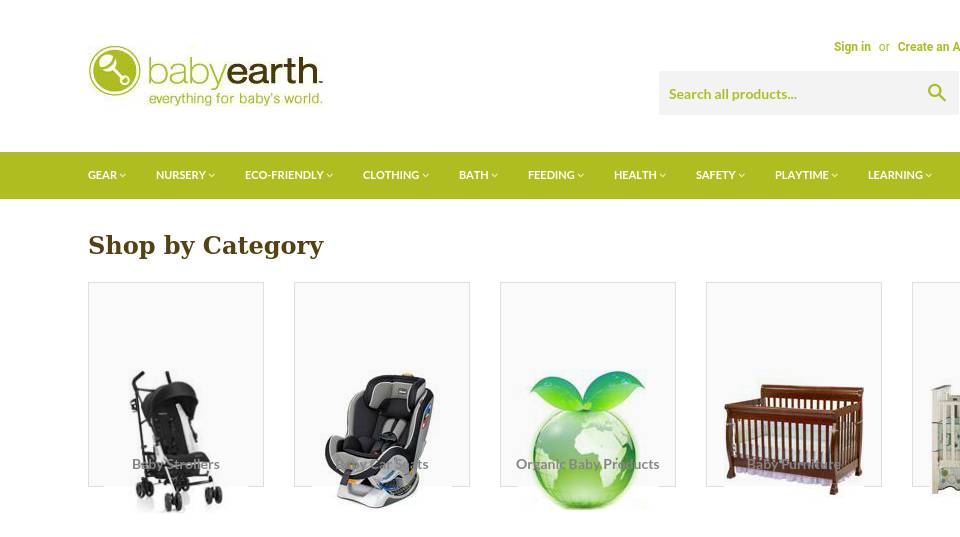 babyearth.
everything for baby's world.
Sign in or Create an A
Search all products...
GEAR NURSERY ECO-FRIENDLY CLOTHING BATH FEEDING HEALTH SAFETY PLAYTIME LEARNING
Shop by Category
Baby Strollers
Baby Car Seats
Organic Baby Products
Baby Furniture